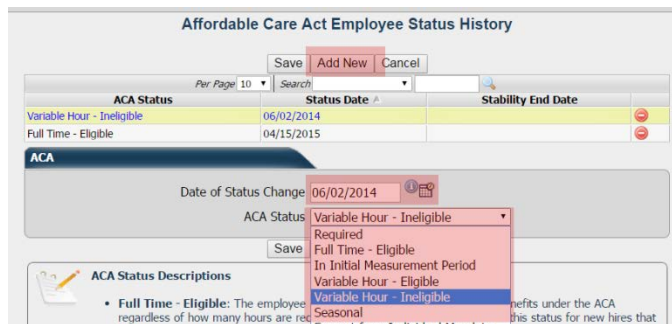 Affordable Care Act Employee Status History
Save Add New Cancel
Per Page 10 Search
ACA Status Status Date Stability End Date
Variable Hour - Ineligible 06/02/2014
Full Time - Eligible 04/15/2015
ACA
Date of Status Change 06/02/2014
ACA Status Variable Hour - Ineligible
Required
Save Full Time - Eligible
In Initial Measurement Period
ACA Status Descriptions Variable Hour - Eligible
Variable Hour - Ineligible
• Full Time - Eligible: The employee nefits under the ACA
Seasonal
regardless of how many hours are his status for new hires that